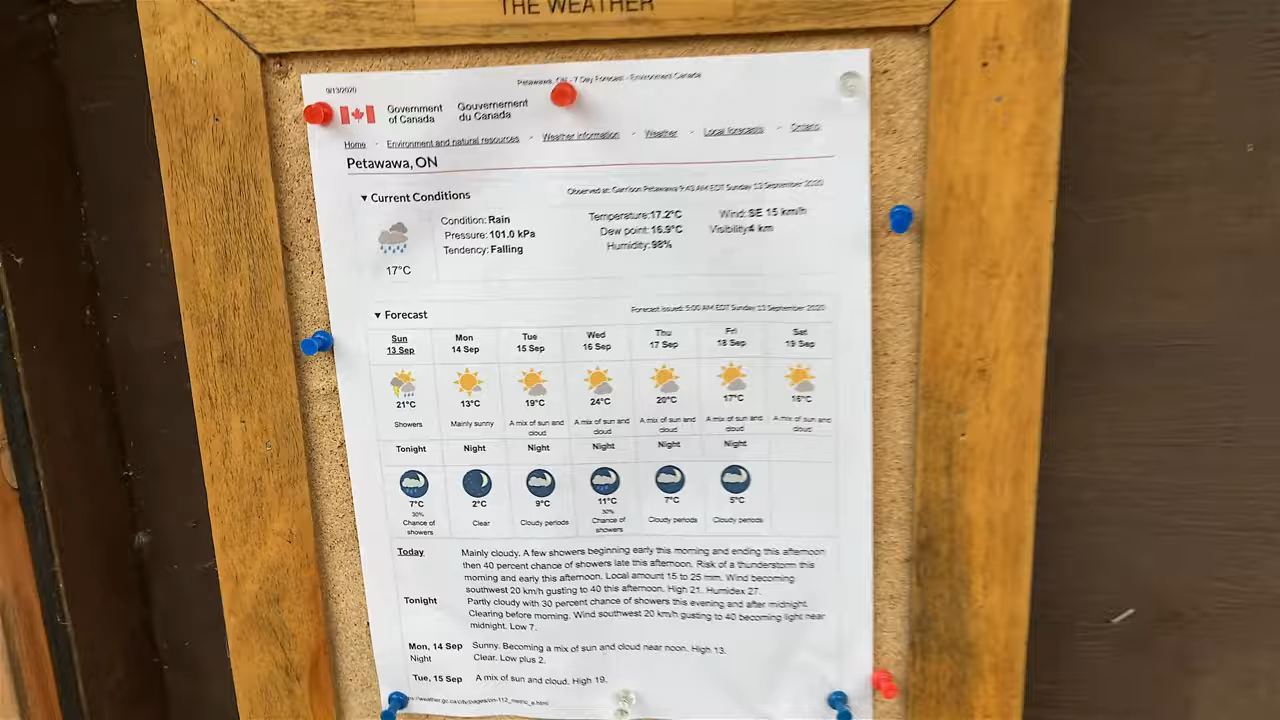 THE WEATHER
9/13/2020
Petawawa, ON - 7 Day Forecast - Environment Canada
Government of Canada
Gouvernement du Canada
Home
Environment and natural resources
Weather information
Weather
Local forecasts
Ontario
Petawawa, ON
▼ Current Conditions
Observed at: Garrison Petawawa 9:43 AM EDT Sunday 13 September 2020
17°C
Condition: Rain
Pressure: 101.0 kPa
Tendency: Falling
Temperature: 17.2°C
Dew point: 16.9°C
Humidity: 98%
Wind: SE 15 km/h
Visibility: 4 km
▼ Forecast
Forecast issued: 5:00 AM EDT Sunday 13 September 2020
Sun Mon Tue Wed Thu Fri Sat
13 Sep 14 Sep 15 Sep 16 Sep 17 Sep 18 Sep 19 Sep
21°C 13°C 19°C 24°C 20°C 17°C 16°C
Showers Mainly sunny A mix of sun and cloud A mix of sun and cloud A mix of sun and cloud A mix of sun and cloud A mix of sun and cloud
Tonight Night Night Night Night Night
7°C 2°C 9°C 11°C 7°C 5°C
30% 30%
Chance of showers Clear Cloudy periods Chance of showers Cloudy periods Cloudy periods
Today Mainly cloudy. A few showers beginning early this morning and ending this afternoon
then 40 percent chance of showers late this afternoon. Risk of a thunderstorm this
morning and early this afternoon. Local amount 15 to 25 mm. Wind becoming
southwest 20 km/h gusting to 40 this afternoon. High 21. Humidex 27.
Tonight Partly cloudy with 30 percent chance of showers this evening and after midnight.
Clearing before morning. Wind southwest 20 km/h gusting to 40 becoming light near
midnight. Low 7.
Mon, 14 Sep Sunny. Becoming a mix of sun and cloud near noon. High 13.
Night Clear. Low plus 2.
Tue, 15 Sep A mix of sun and cloud. High 19.